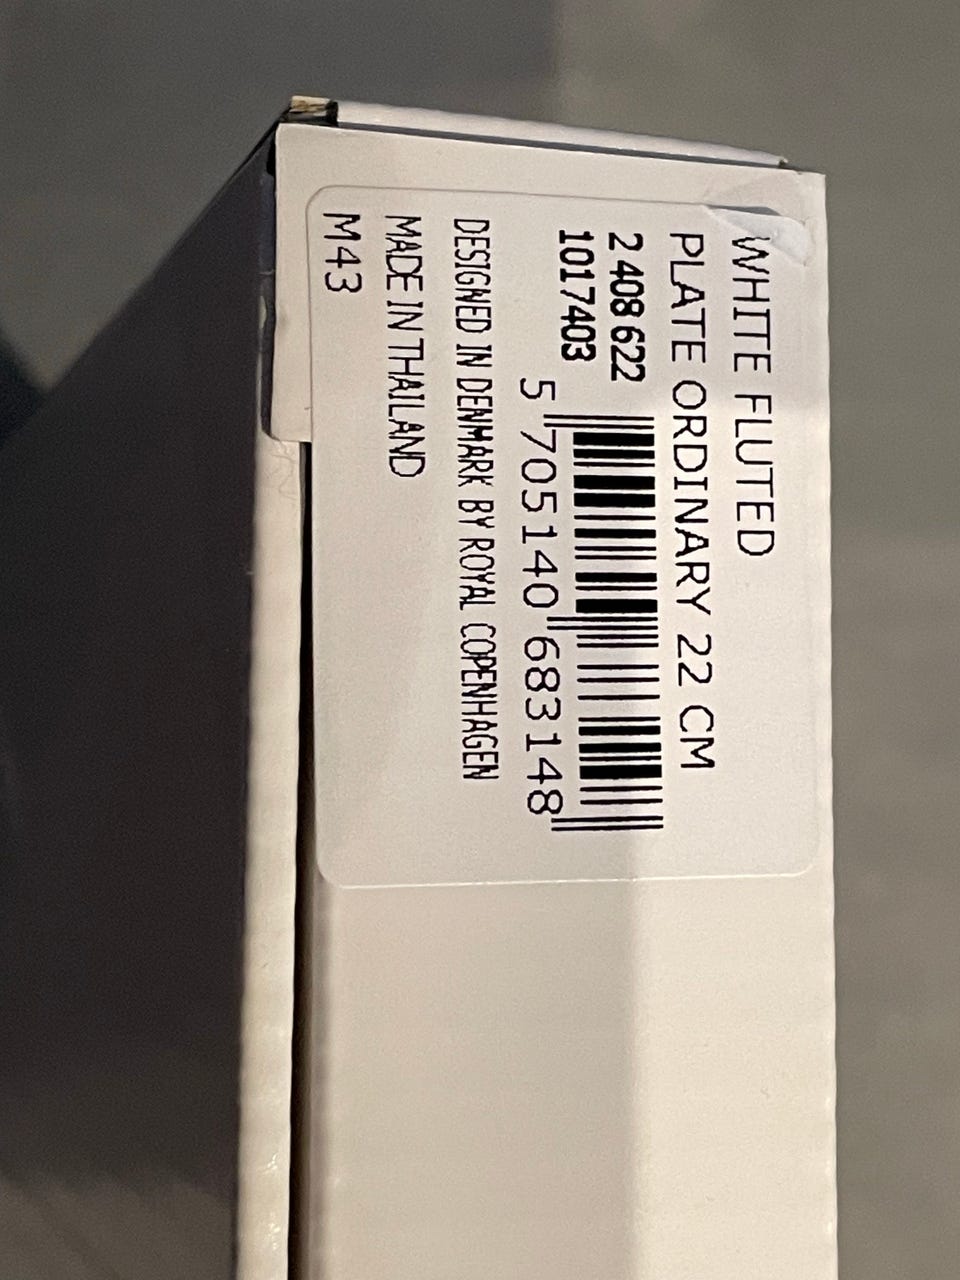 WHITE FLUTED
PLATE ORDINARY 22 CM
2 408 622
1017403
5 705140 683148
DESIGNED IN DENMARK BY ROYAL COPENHAGEN
MADE IN THAILAND
M43